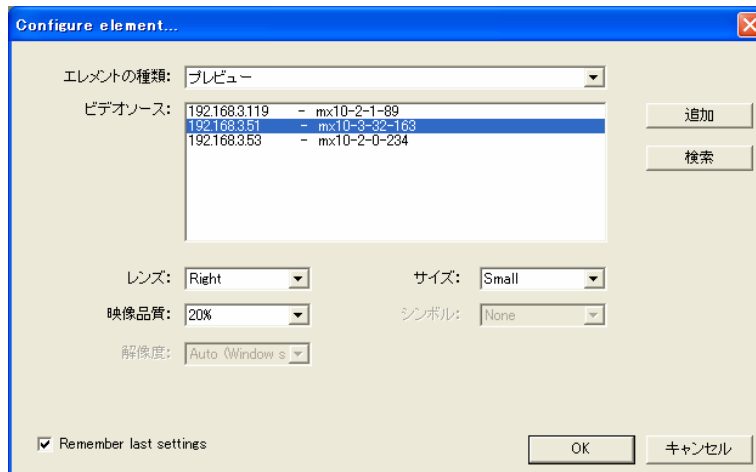 Configure element...
エレメントの種類: プレビュー
ビデオソース:
192.168.3.119 - mx10-2-1-89
192.168.3.51 - mx10-3-32-163
192.168.3.53 - mx10-2-0-234
追加
検索
レンズ: Right サイズ: Small
映像品質: 20% シンボル: None
解像度: Auto (Window s
Remember last settings
OK キャンセル